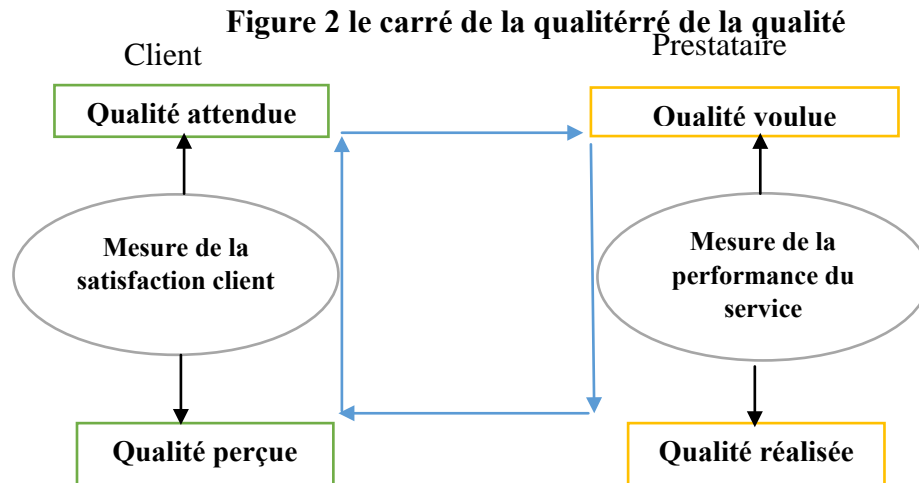 Figure 2 le carré de la qualitérré de la qualité
Client
Prestataire
Qualité attendue
Oualité voulue
Mesure de la
satisfaction client
Mesure de la
performance du
service
Qualité perçue
Qualité réalisée